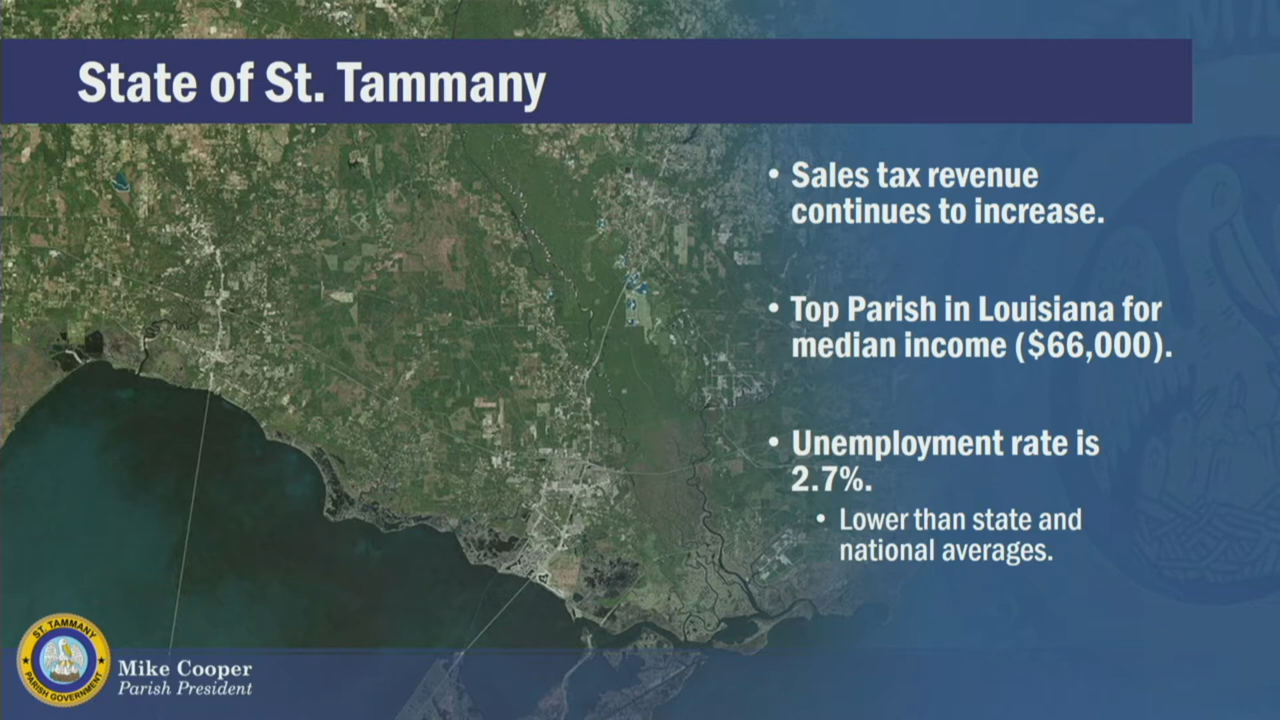 State of St. Tammany
• Sales tax revenue
continues to increase.
• Top Parish in Louisiana for
median income ($66,000).
• Unemployment rate is
2.7%.
• Lower than state and
national averages.
ST. TAMMANY
PARISH GOVERNMENT
Mike Cooper
Parish President